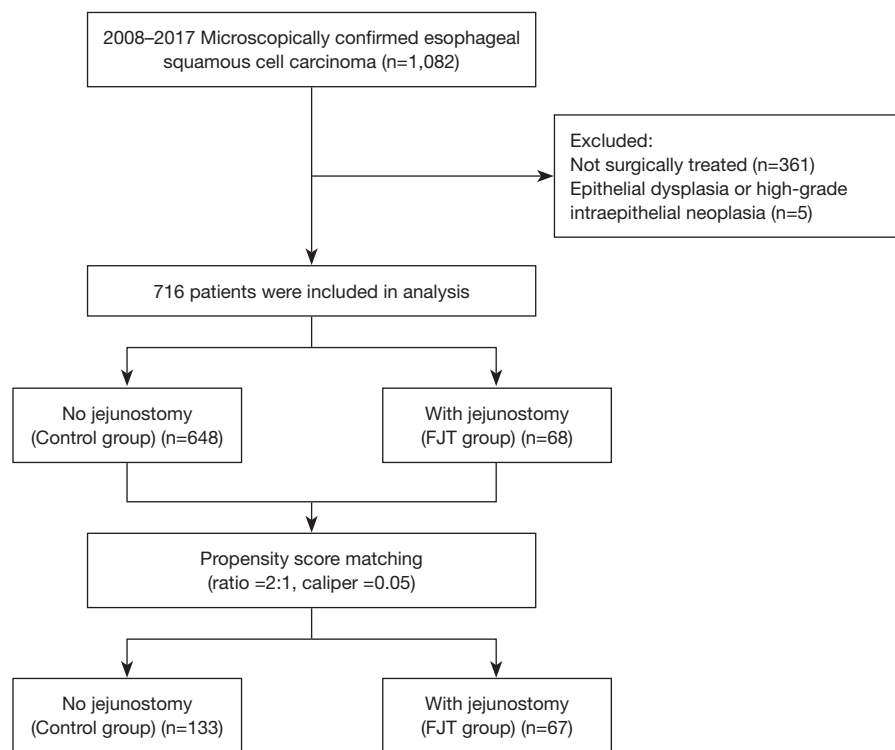 2008–2017 Microscopically confirmed esophageal
squamous cell carcinoma (n=1,082)
Excluded:
Not surgically treated (n=361)
Epithelial dysplasia or high-grade
intraepithelial neoplasia (n=5)
716 patients were included in analysis
No jejunostomy
(Control group) (n=648)
With jejunostomy
(FJT group) (n=68)
Propensity score matching
(ratio =2:1, caliper =0.05)
No jejunostomy
(Control group) (n=133)
With jejunostomy
(FJT group) (n=67)